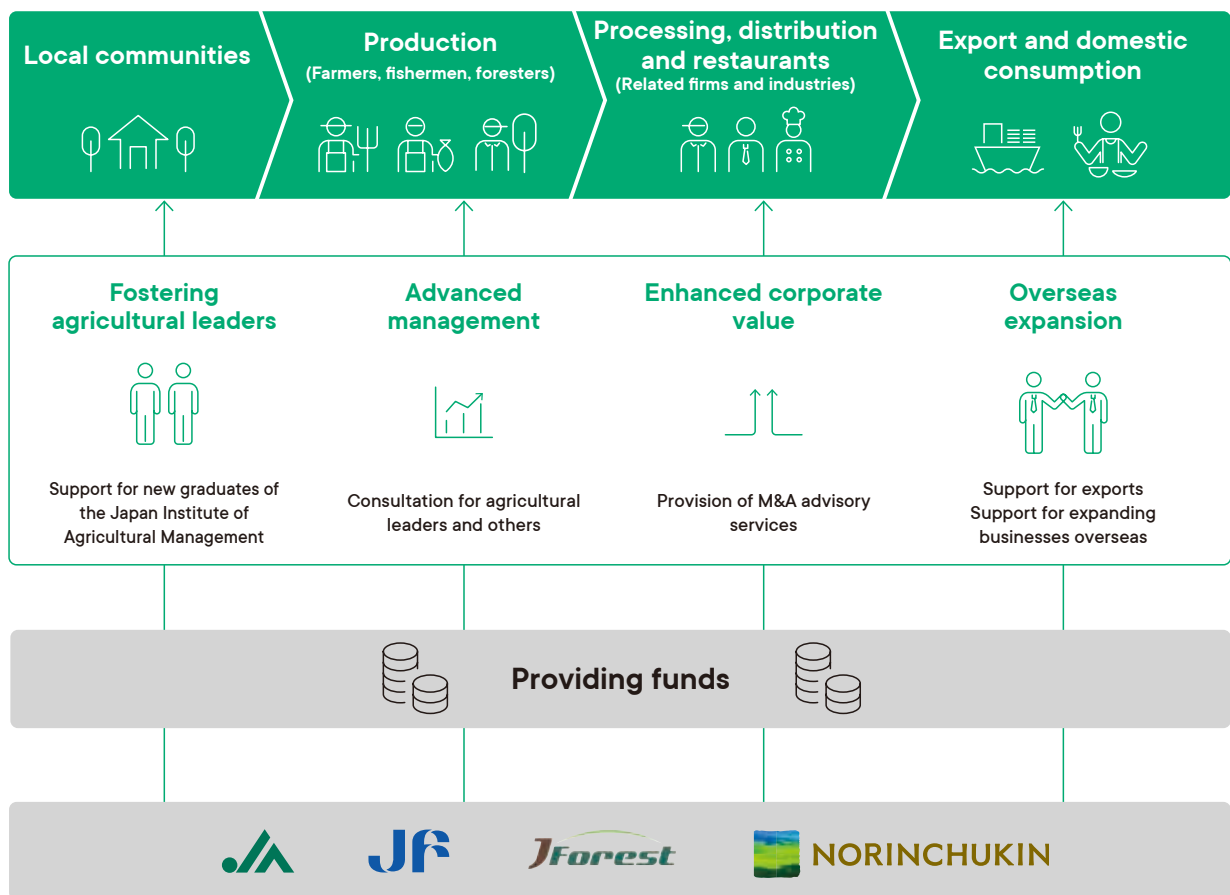 Local communities
Production
(Farmers, fishermen, foresters)
Processing, distribution
and restaurants
(Related firms and industries)
Export and domestic
consumption
Fostering
agricultural leaders
Support for new graduates of
the Japan Institute of
Agricultural Management
Advanced
management
Consultation for agricultural
leaders and others
Enhanced corporate
value
Provision of M&A advisory
services
Overseas
expansion
Support for exports
Support for expanding
businesses overseas
Providing funds
JA
JF
JForest
NORINCHUKIN